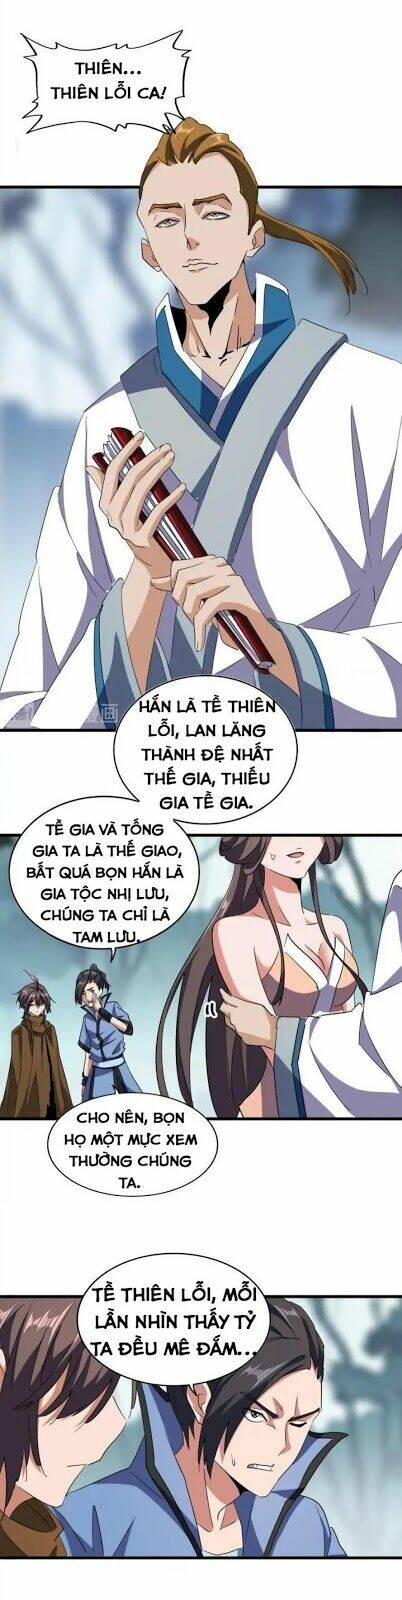 THIÊN...
THIÊN LỖI CA!
HẮN LÀ TỀ THIÊN
LỖI, LAN LĂNG
THÀNH ĐỆ NHẤT
THẾ GIA, THIẾU
GIA TỀ GIA.
TỀ GIA VÀ TỐNG
GIA TA LÀ THẾ GIAO,
BẤT QUÁ BỌN HẮN LÀ
GIA TỘC NHỊ LƯU,
CHÚNG TA CHỈ LÀ
TAM LƯU.
CHO NÊN, BỌN
HỌ MỘT MỰC XEM
THƯỜNG CHÚNG
TA.
TỀ THIÊN LỖI, MỖI
LẦN NHÌN THẤY TỶ
TA ĐỀU MÊ ĐẮM...